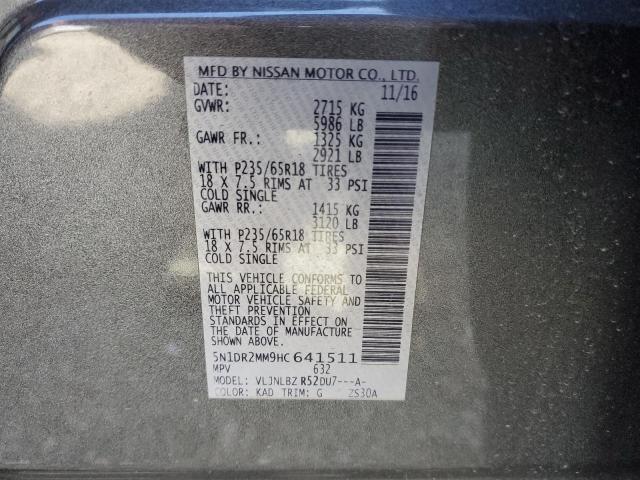 MFD BY NISSAN MOTOR CO., LTD.
DATE: 11/16
GVWR: 2715 KG
5986 LB
GAWR FR.: 1325 KG
2921 LB
WITH P235/65R18 TIRES
18 X 7.5 RIMS AT 33 PSI
COLD SINGLE
GAWR RR.: 1415 KG
3120 LB
WITH P235/65R18 TIRES
18 X 7.5 RIMS AT 33 PSI
COLD SINGLE
THIS VEHICLE CONFORMS TO
ALL APPLICABLE FEDERAL
MOTOR VEHICLE SAFETY AND
THEFT PREVENTION
STANDARDS IN EFFECT ON
THE DATE OF MANUFACTURE
SHOWN ABOVE.
5N1DR2MM9HC641511
MPV 632
MODEL: VLJNLBZ R52DU7---A-
COLOR: KAD TRIM: G ZS30A